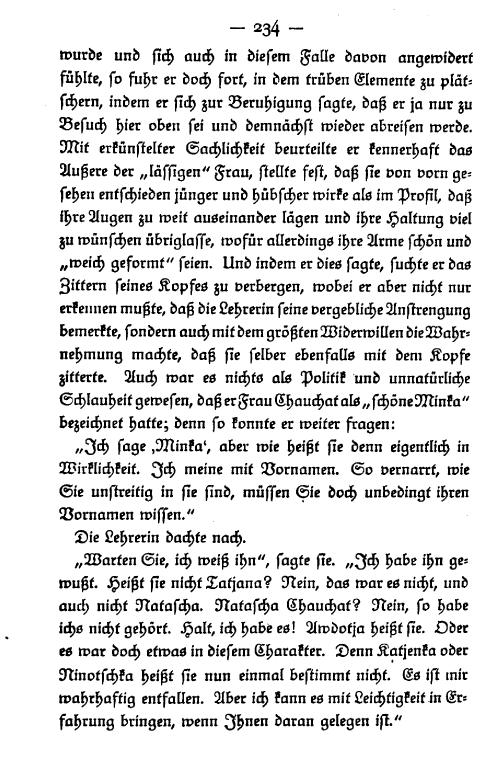 — 234 —
wurde und sich auch in diesem Falle davon angewidert
fühlte, so fuhr er doch fort, in dem trüben Elemente zu plät-
schern, indem er sich zur Beruhigung sagte, daß er ja nur zu
Besuch hier oben sei und demnächst wieder abreisen werde.
Mit erkünstelter Sachlichkeit beurteilte er kennerhaft das
Äußere der „lässigen“ Frau, stellte fest, daß sie von vorn ge-
sehen entschieden jünger und hübscher wirke als im Profil, daß
ihre Augen zu weit auseinander lägen und ihre Haltung viel
zu wünschen übriglasse, wofür allerdings ihre Arme schön und
„weich geformt“ seien. Und indem er dies sagte, suchte er das
Zittern seines Kopfes zu verbergen, wobei er aber nicht nur
erkennen mußte, daß die Lehrerin seine vergebliche Anstrengung
bemerkte, sondern auch mit dem größten Widerwillen die Wahr-
nehmung machte, daß sie selber ebenfalls mit dem Kopfe
zitterte. Auch war es nichts als Politik und unnatürliche
Schlauheit gewesen, daß er Frau Chauchat als „schöne Minka“
bezeichnet hatte; denn so konnte er weiter fragen:
„Ich sage ‚Minka‘, aber wie heißt sie denn eigentlich in
Wirklichkeit. Ich meine mit Vornamen. So vernarrt, wie
Sie unstreitig in sie sind, müssen Sie doch unbedingt ihren
Vornamen wissen.“
Die Lehrerin dachte nach.
„Warten Sie, ich weiß ihn“, sagte sie. „Ich habe ihn ge-
wußt. Heißt sie nicht Tatjana? Nein, das war es nicht, und
auch nicht Natascha. Natascha Chauchat? Nein, so habe
ichs nicht gehört. Halt, ich habe es! Awdotja heißt sie. Oder
es war doch etwas in diesem Charakter. Denn Katjenka oder
Ninotschka heißt sie nun einmal bestimmt nicht. Es ist mir
wahrhaftig entfallen. Aber ich kann es mit Leichtigkeit in Er-
fahrung bringen, wenn Ihnen daran gelegen ist.“